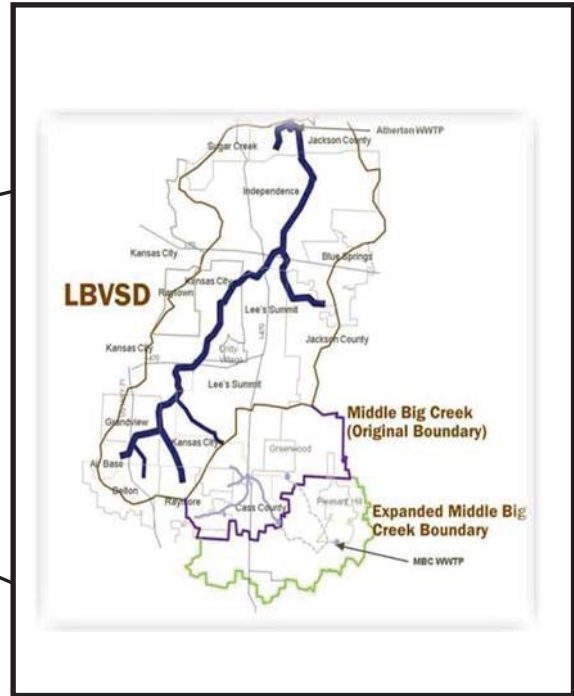 Atherton WWTP
Sugar Creek
Jackson County
Independence
Kansas City
Blue Springs
Kansas City
LBVSD
Raytown
Lee's Summit
Jackson County
Kansas City
Unity
Village
I-470
Lee's Summit
Middle Big Creek
(Original Boundary)
Grandview
Kansas City
Greenwood
Air Base
Belton
Raymore
Cass County
Pleasant Hill
Expanded Middle Big
Creek Boundary
MBC WWTP